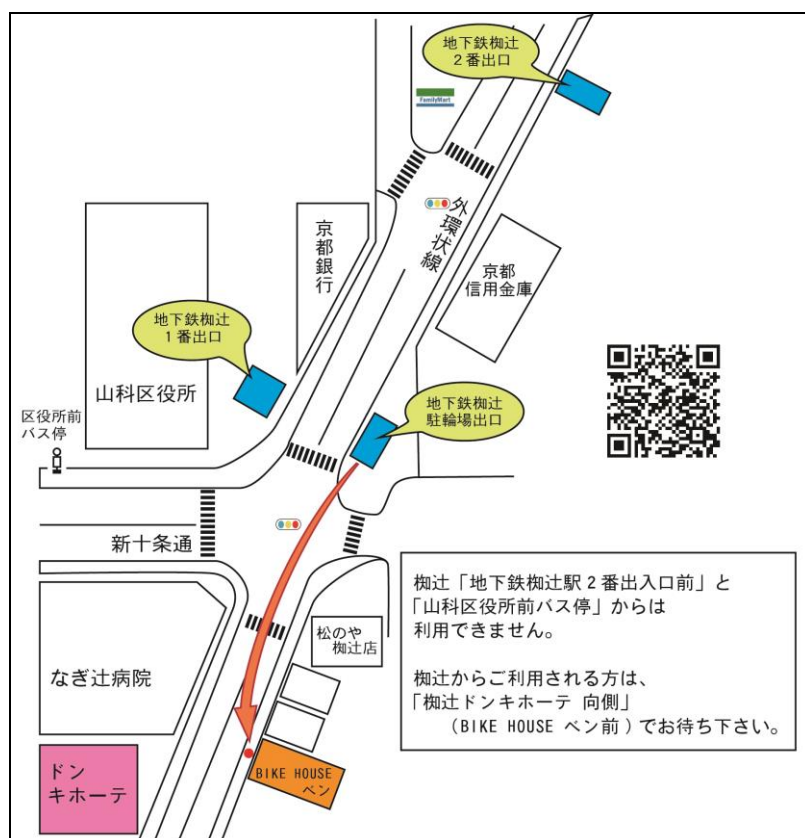 地下鉄椥辻
2番出口
FamilyMart
外環状線
京都銀行
京都
信用金庫
地下鉄椥辻
1番出口
山科区役所
地下鉄椥辻
駐輪場出口
区役所前
バス停
新十条通
椥辻「地下鉄椥辻駅2番出入口前」と
「山科区役所前バス停」からは
利用できません。
椥辻からご利用される方は、
「椥辻ドンキホーテ 向側」
(BIKE HOUSE ベン前)でお待ち下さい。
松のや
椥辻店
なぎ辻病院
ドン
キホーテ
BIKE HOUSE
ベン